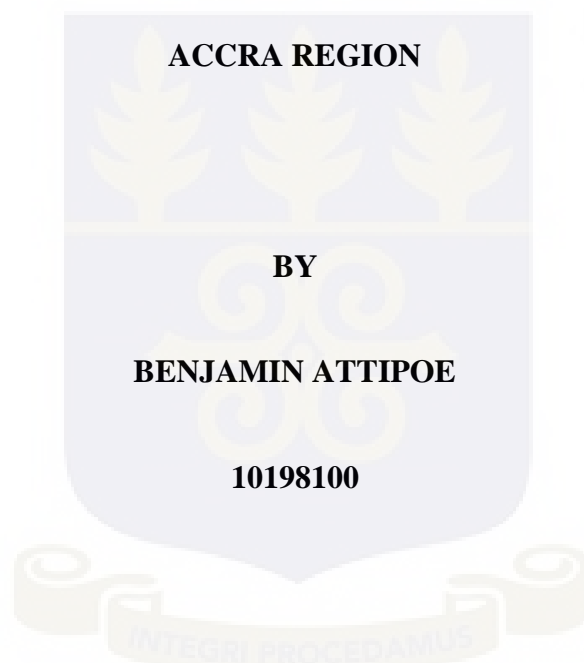 ACCRA REGION
BY
BENJAMIN ATTIPOE
10198100
INTEGRI PROCEDAMUS